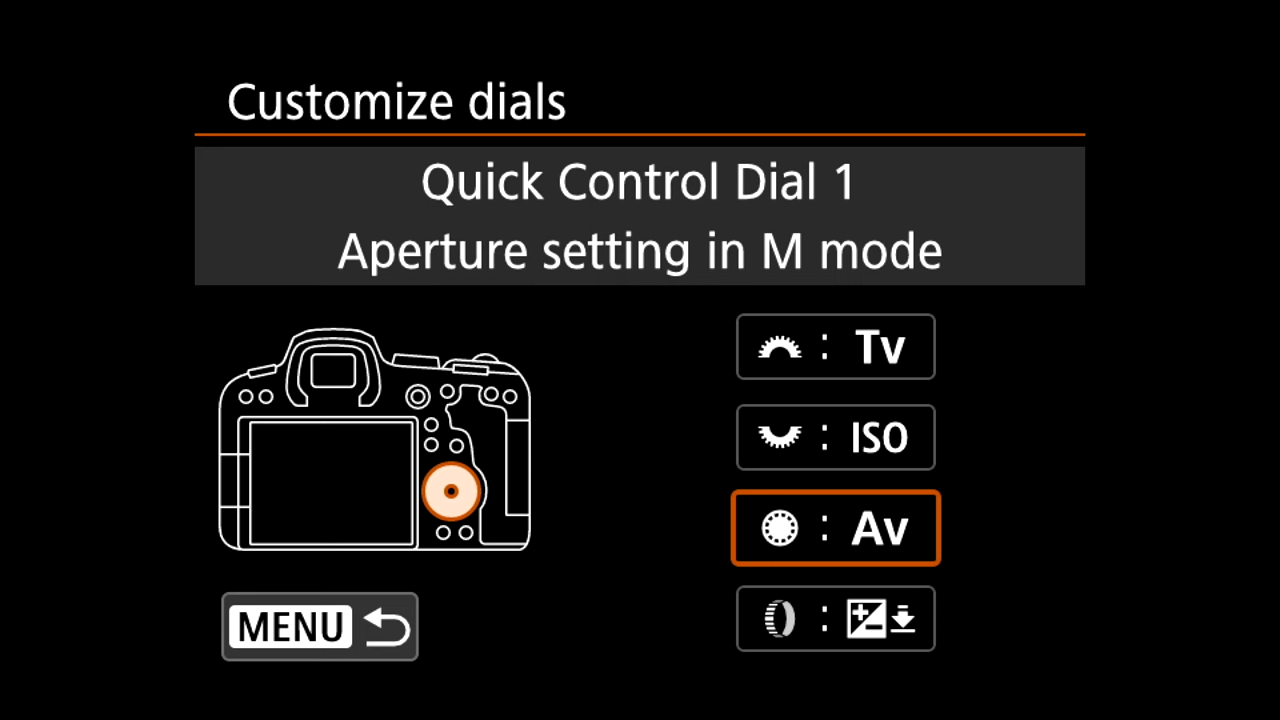 Customize dials
Quick Control Dial 1
Aperture setting in M mode
: Tv
: ISO
: Av
:
MENU